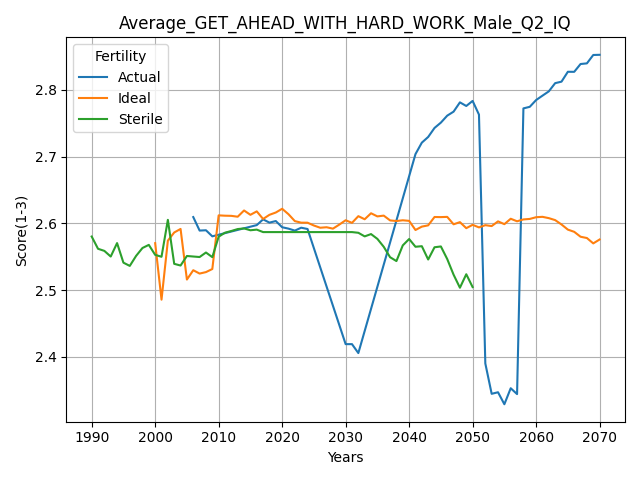 Average_GET_AHEAD_WITH_HARD_WORK_Male_Q2_IQ
Fertility
Actual
Ideal
Sterile
Score(1-3)
2.8
2.7
2.6
2.5
2.4
1990 2000 2010 2020 2030 2040 2050 2060 2070
Years